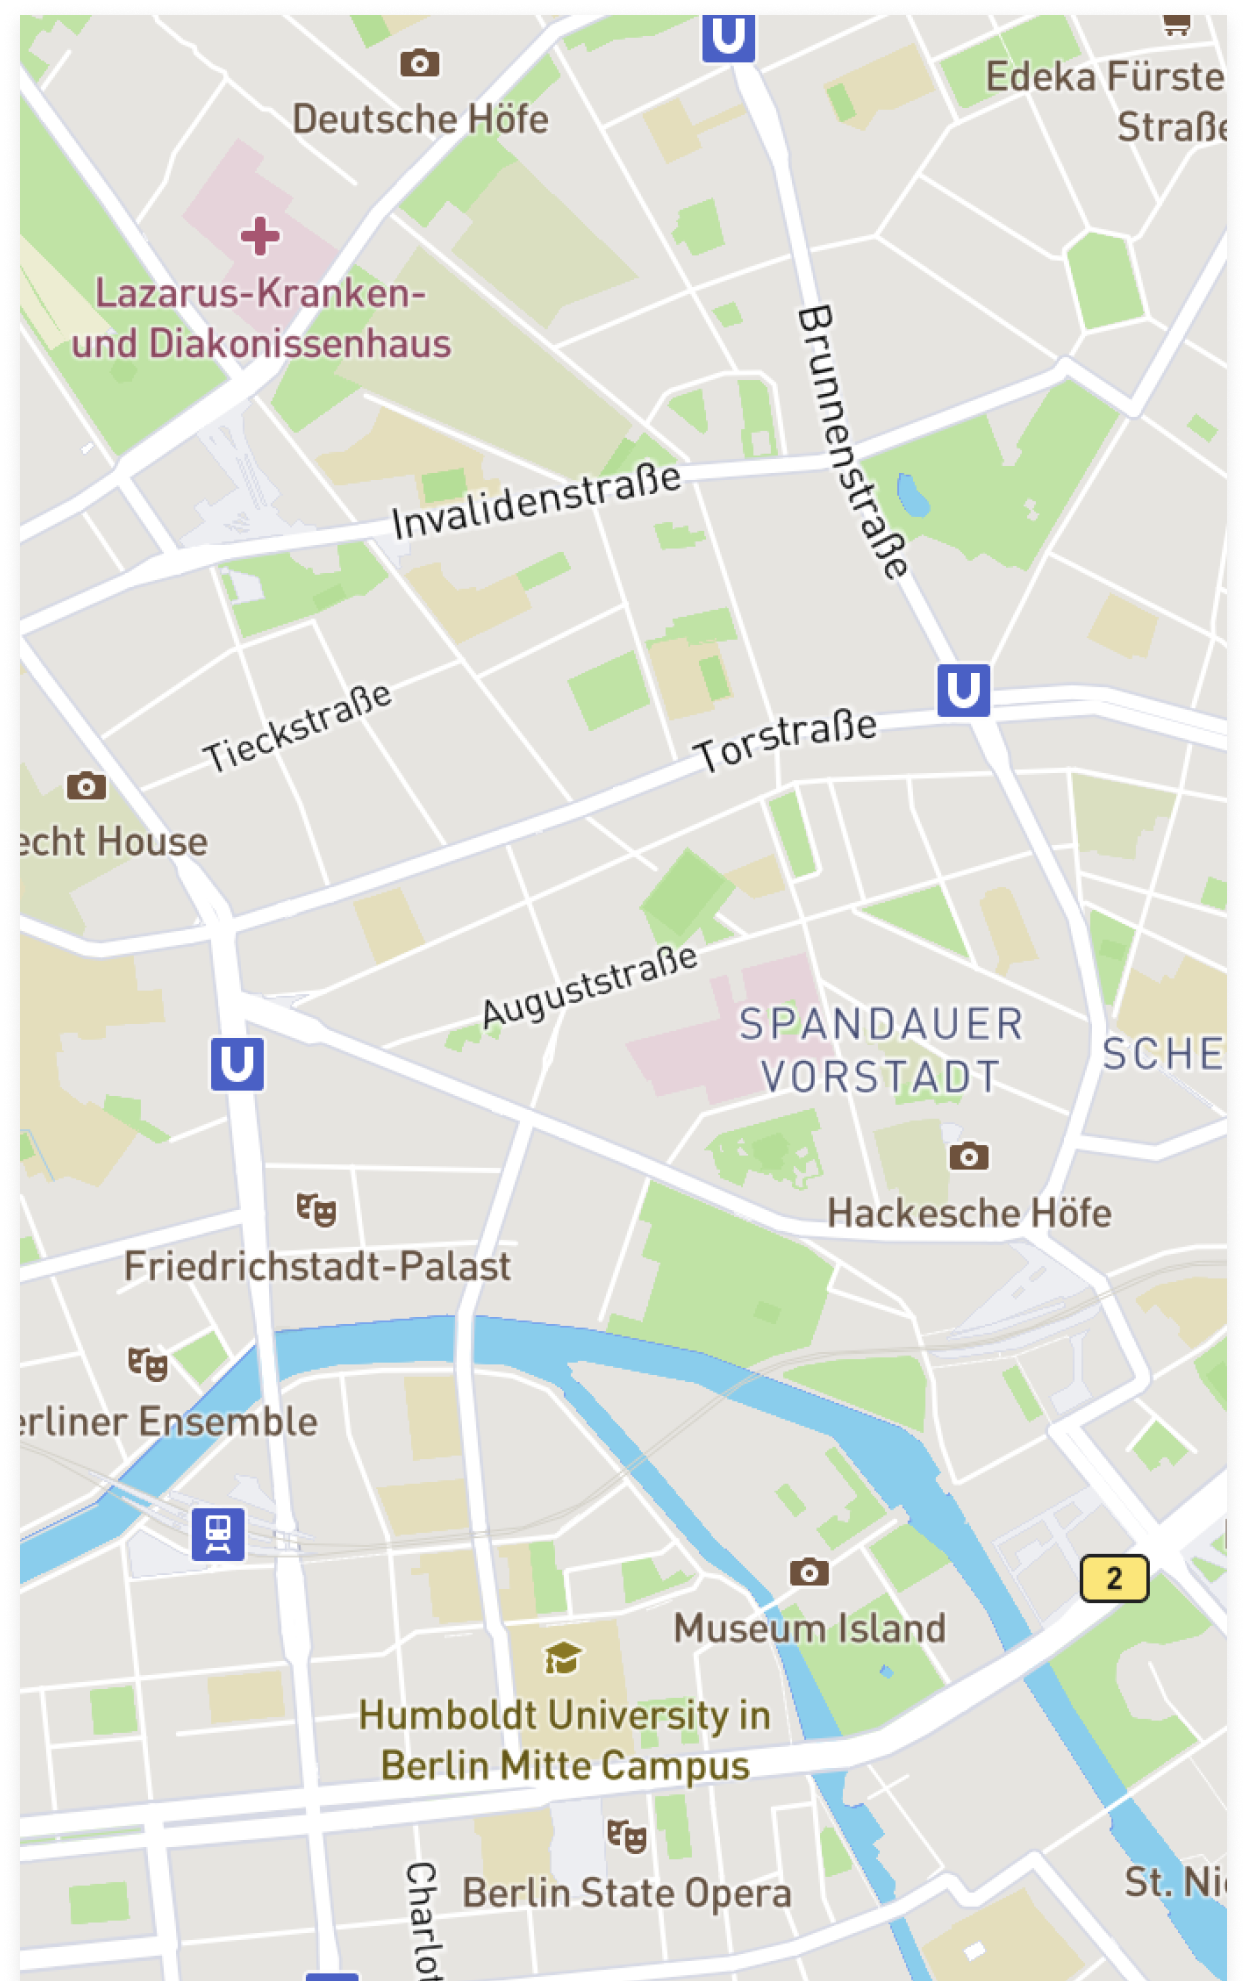 U
Deutsche Höfe
Edeka Fürste
Straße
Lazarus-Kranken-
und Diakonissenhaus
Brunnenstraße
Invalidenstraße
U
Tieckstraße
Torstraße
echt House
Auguststraße
SPANDAUER
VORSTADT
SCHE
U
Hackesche Höfe
Friedrichstadt-Palast
erliner Ensemble
2
Museum Island
Humboldt University in
Berlin Mitte Campus
Berlin State Opera
St. Ni
Charlot